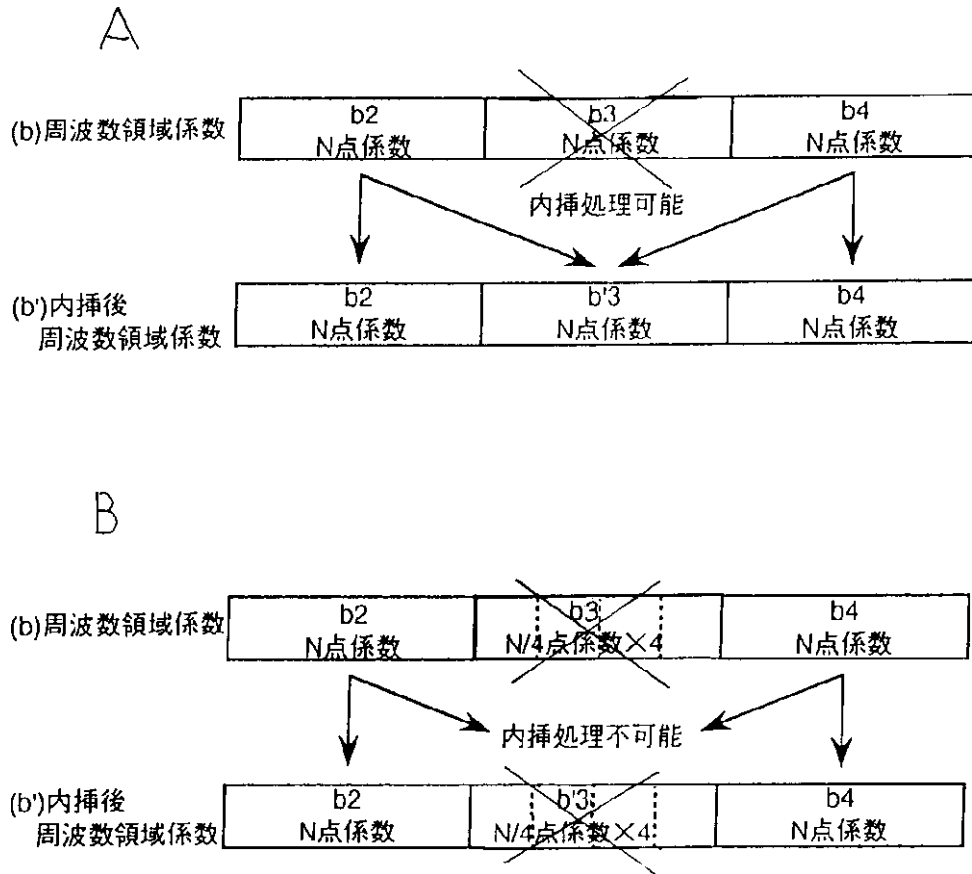 A
(b)周波数領域係数
b2
N点係数
b3
N点係数
b4
N点係数
内挿処理可能
(b')内挿後
周波数領域係数
b2
N点係数
b'3
N点係数
b4
N点係数
B
(b)周波数領域係数
b2
N点係数
b3
N/4点係数×4
b4
N点係数
内挿処理不可能
(b')内挿後
周波数領域係数
b2
N点係数
b'3
N/4点係数×4
b4
N点係数